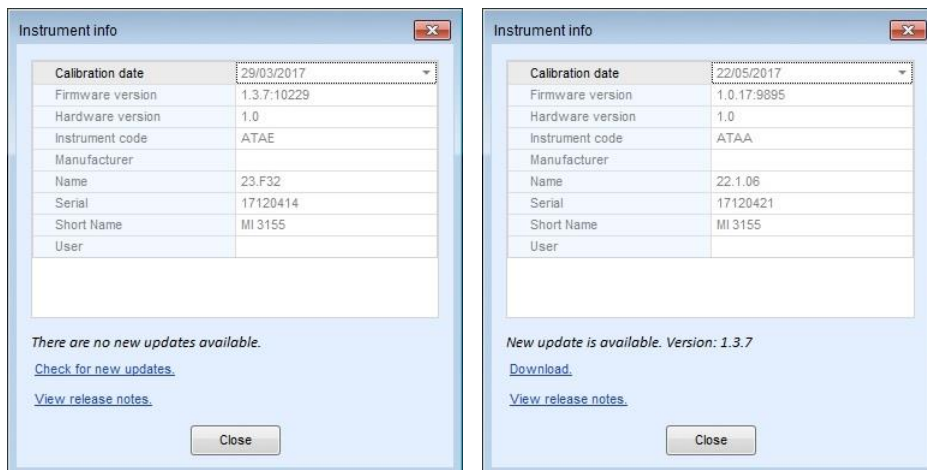 Instrument info
Calibration date 29/03/2017
Firmware version 1.3.7:10229
Hardware version 1.0
Instrument code ATAE
Manufacturer
Name 23.F32
Serial 17120414
Short Name MI 3155
User
There are no new updates available.
Check for new updates.
View release notes.
Close
Instrument info
Calibration date 22/05/2017
Firmware version 1.0.17:9895
Hardware version 1.0
Instrument code ATAA
Manufacturer
Name 22.1.06
Serial 17120421
Short Name MI 3155
User
New update is available. Version: 1.3.7
Download.
View release notes.
Close